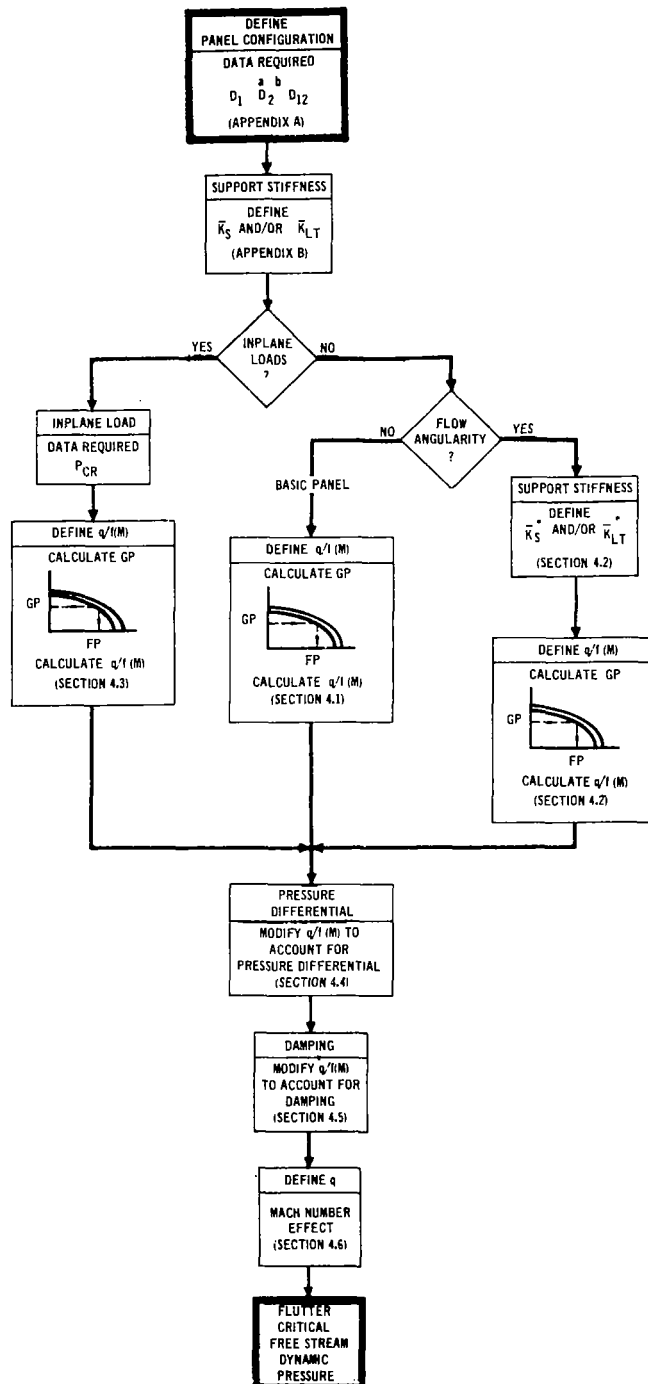 DEFINE
PANEL CONFIGURATION
DATA REQUIRED
a b
D1 D2 D12
(APPENDIX A)
SUPPORT STIFFNESS
DEFINE
K̅S AND/OR K̅LT
(APPENDIX B)
YES
INPLANE
LOADS
?
NO
INPLANE LOAD
DATA REQUIRED
PCR
NO
FLOW
ANGULARITY
?
YES
BASIC PANEL
SUPPORT STIFFNESS
DEFINE
K̅S* AND/OR K̅LT*
(SECTION 4.2)
DEFINE q/f(M)
CALCULATE GP
GP
FP
CALCULATE q/f (M)
(SECTION 4.3)
DEFINE q/f (M)
CALCULATE GP
GP
FP
CALCULATE q/f (M)
(SECTION 4.1)
DEFINE q/f (M)
CALCULATE GP
GP
FP
CALCULATE q/f (M)
(SECTION 4.2)
PRESSURE
DIFFERENTIAL
MODIFY q/f (M) TO
ACCOUNT FOR
PRESSURE DIFFERENTIAL
(SECTION 4.4)
DAMPING
MODIFY q/f(M)
TO ACCOUNT FOR
DAMPING
(SECTION 4.5)
DEFINE q
MACH NUMBER
EFFECT
(SECTION 4.6)
FLUTTER
CRITICAL
FREE STREAM
DYNAMIC
PRESSURE